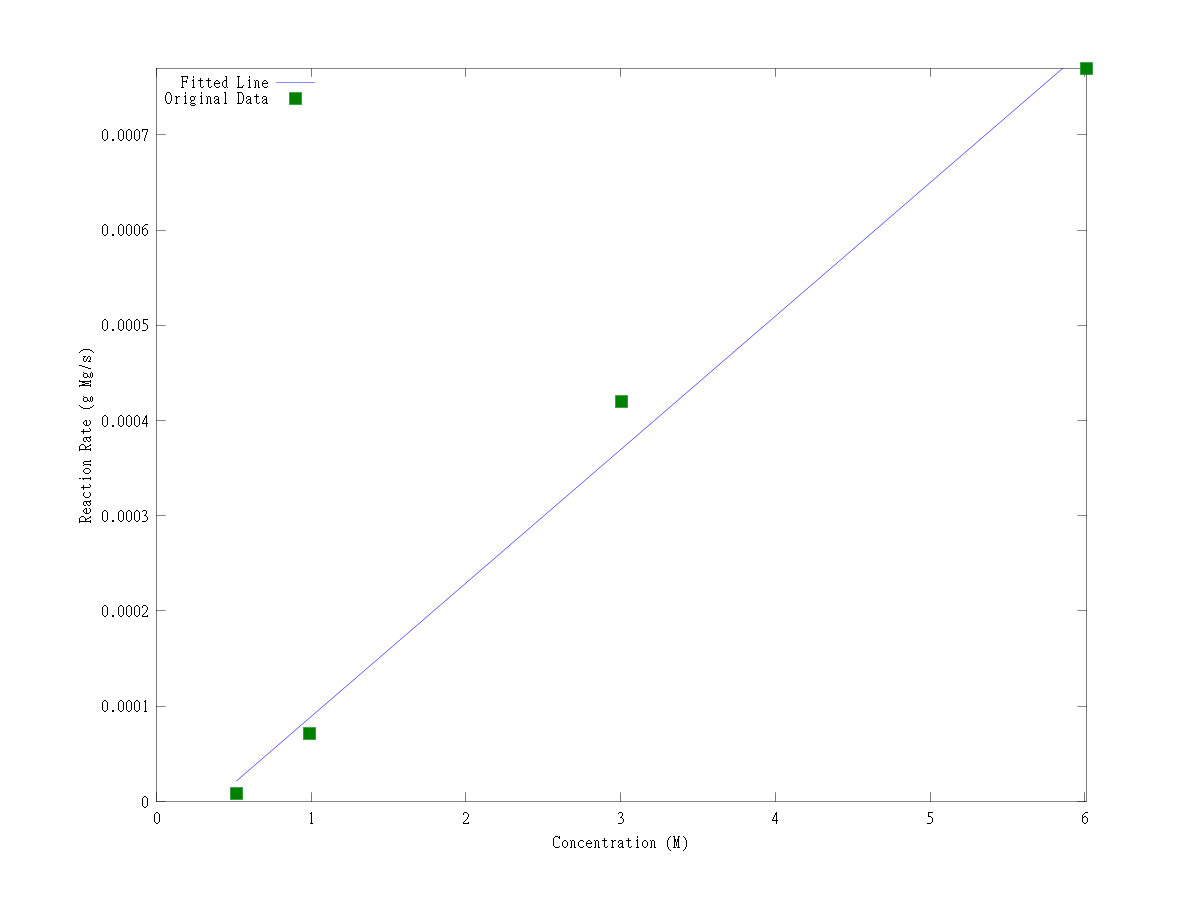 Fitted Line
Original Data
0.0007
0.0006
0.0005
0.0004
0.0003
0.0002
0.0001
0
Reaction Rate (g Mg/s)
0 1 2 3 4 5 6
Concentration (M)